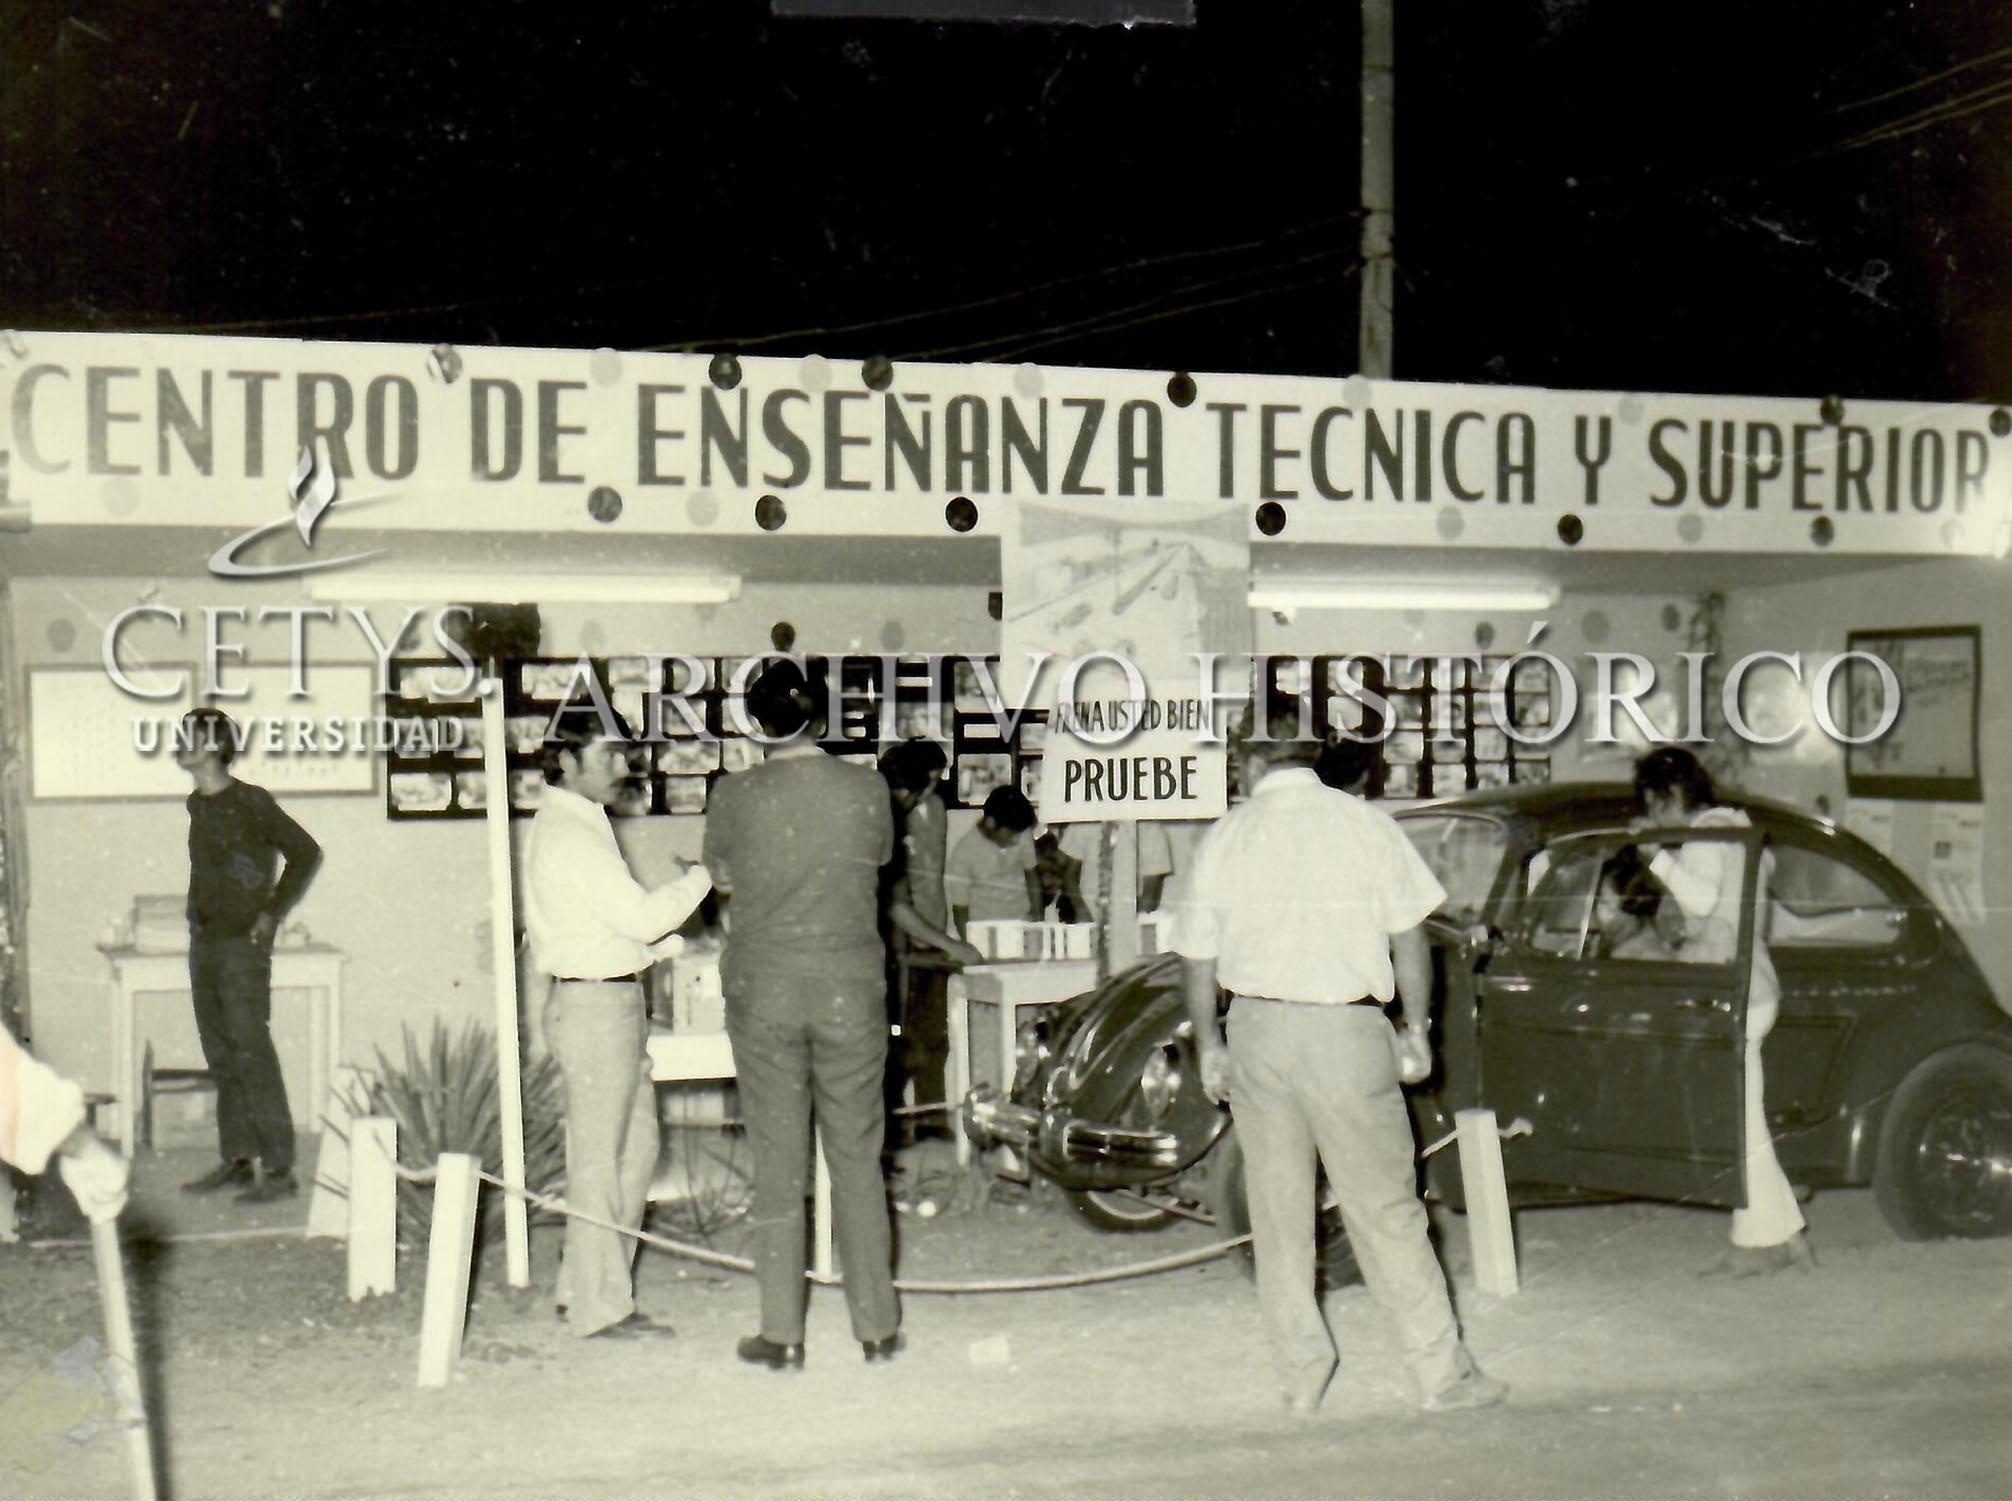 CENTRO DE ENSEÑANZA TECNICA Y SUPERIOR
CETYS. ARCHIVO HISTÓRICO
UNIVERSIDAD
FRENA USTED BIEN
PRUEBE